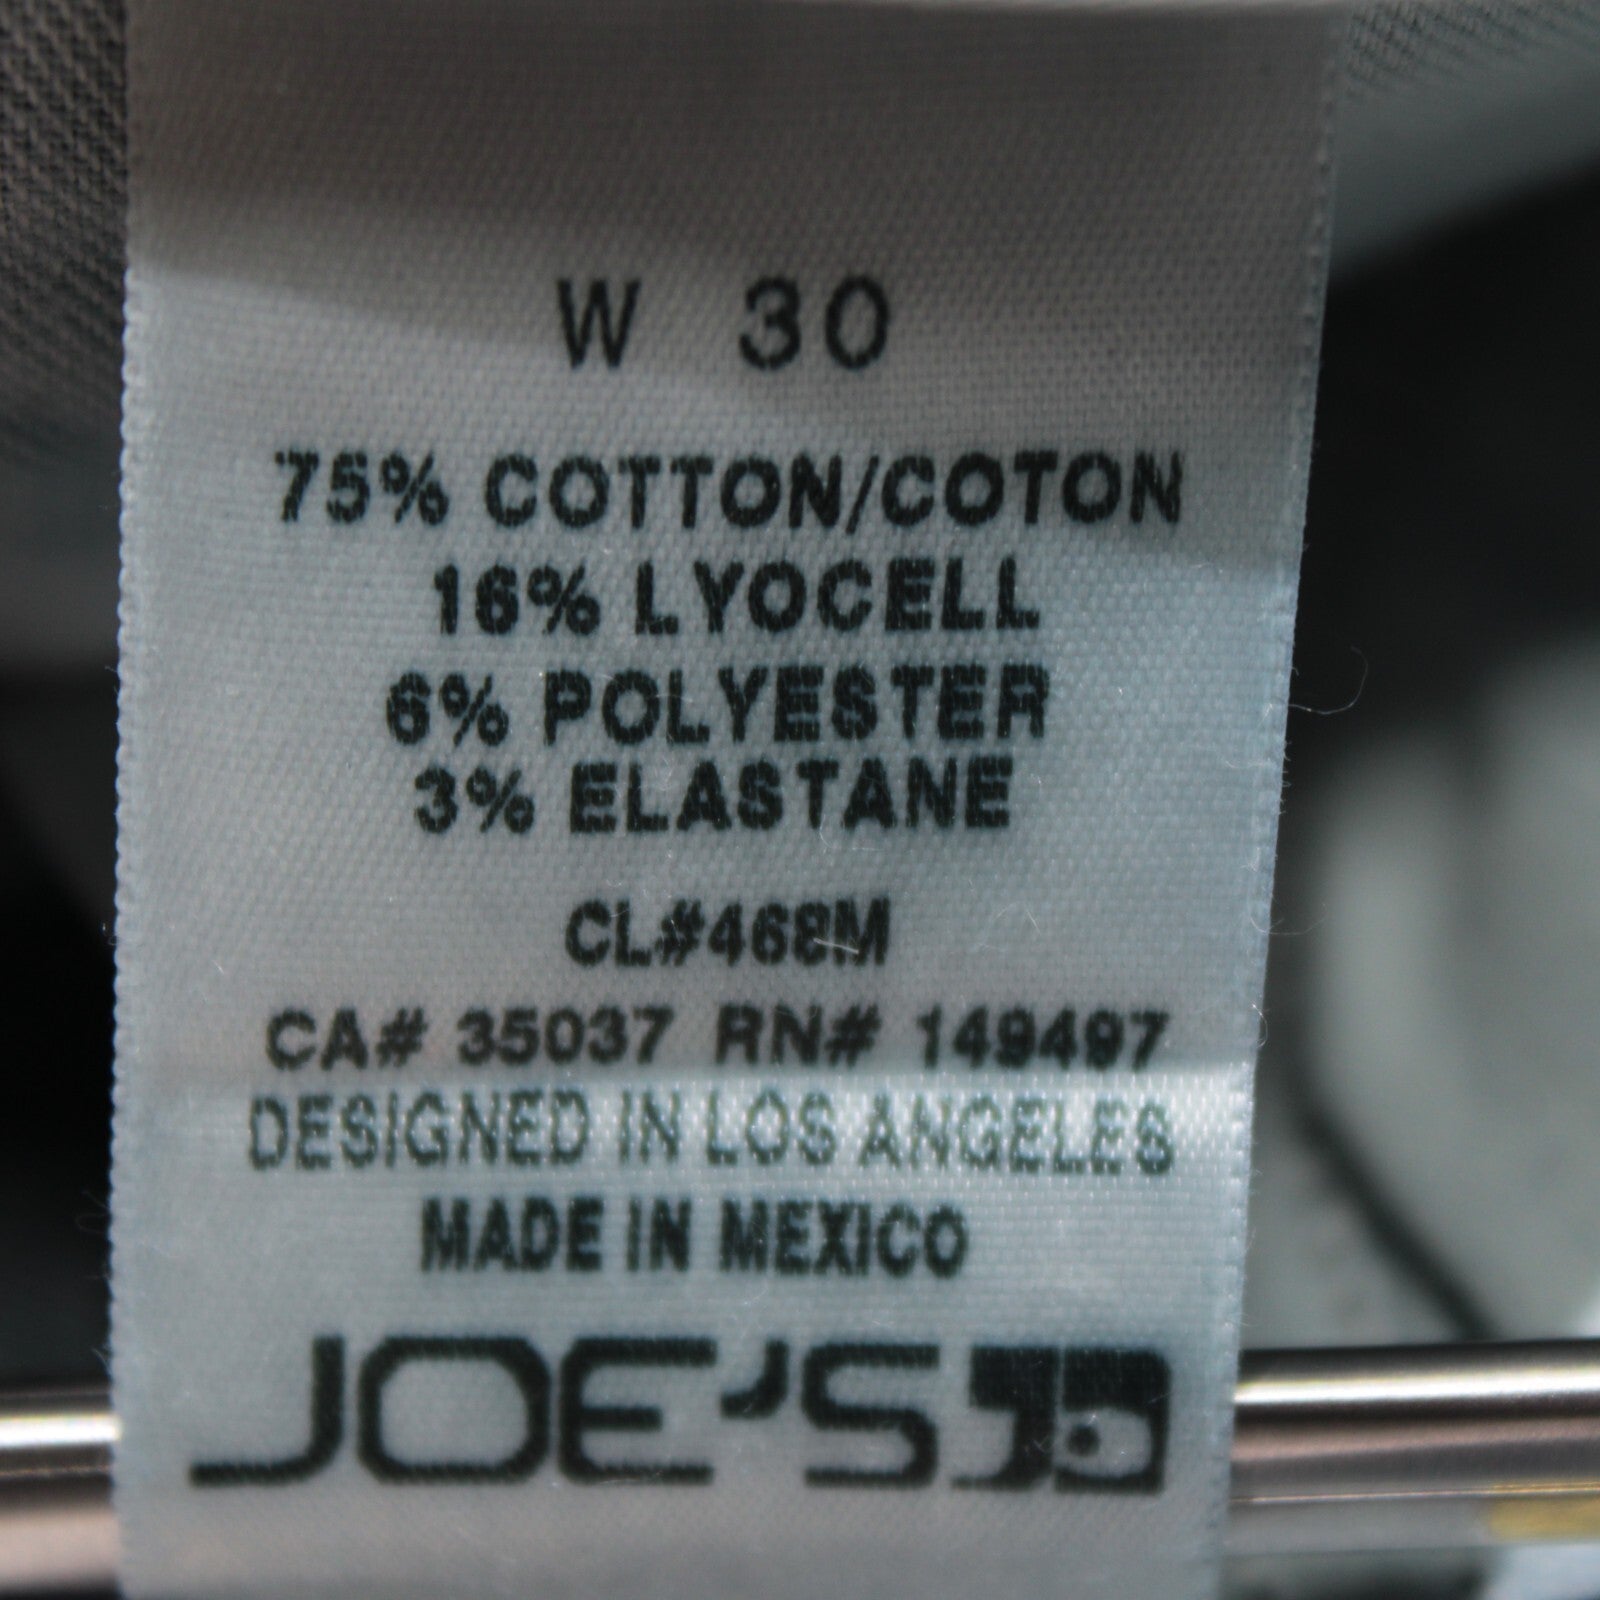 W 30
75% COTTON/COTON
16% LYOCELL
6% POLYESTER
3% ELASTANE
CL#468M
CA# 35037 RN# 149497
DESIGNED IN LOS ANGELES
MADE IN MEXICO
JOE'S